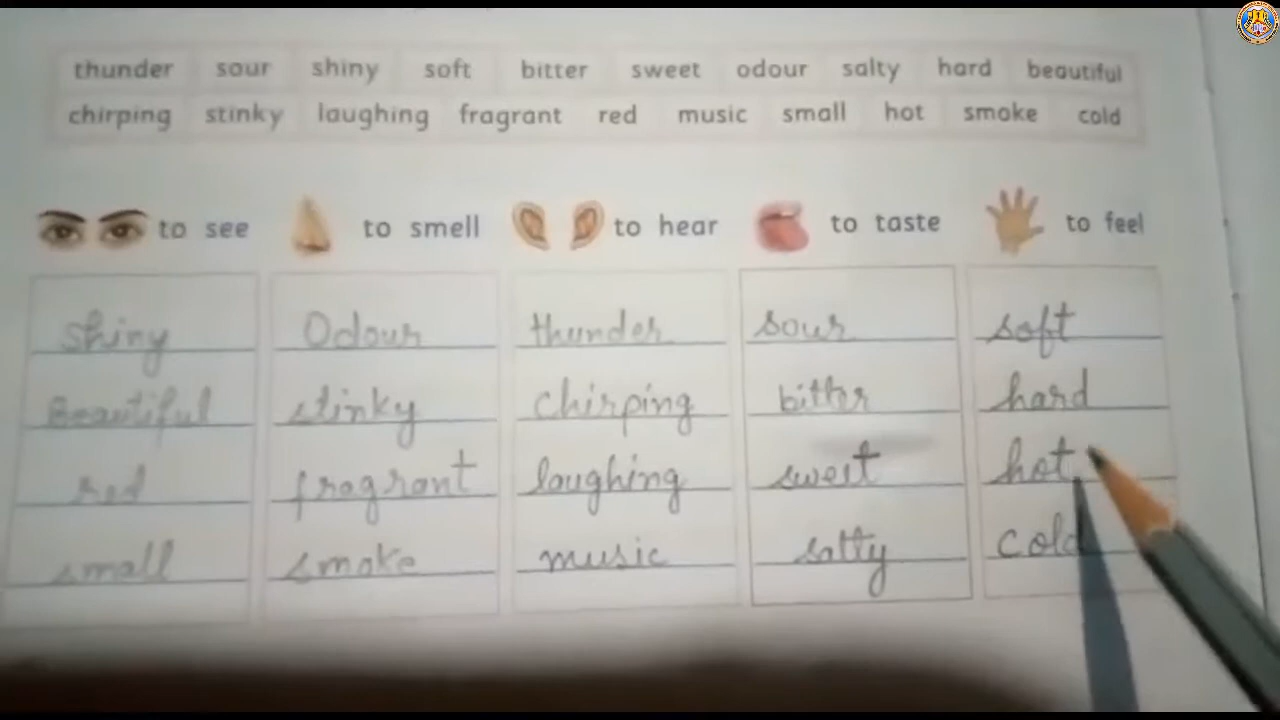 thunder sour shiny soft bitter sweet odour salty hard beautiful
chirping stinky laughing fragrant red music small hot smoke cold
to see to smell to hear to taste to feel
shiny Odour thunder sour soft
Beautiful stinky chirping bitter hard
red fragrant laughing sweet hot
small smoke music salty cold